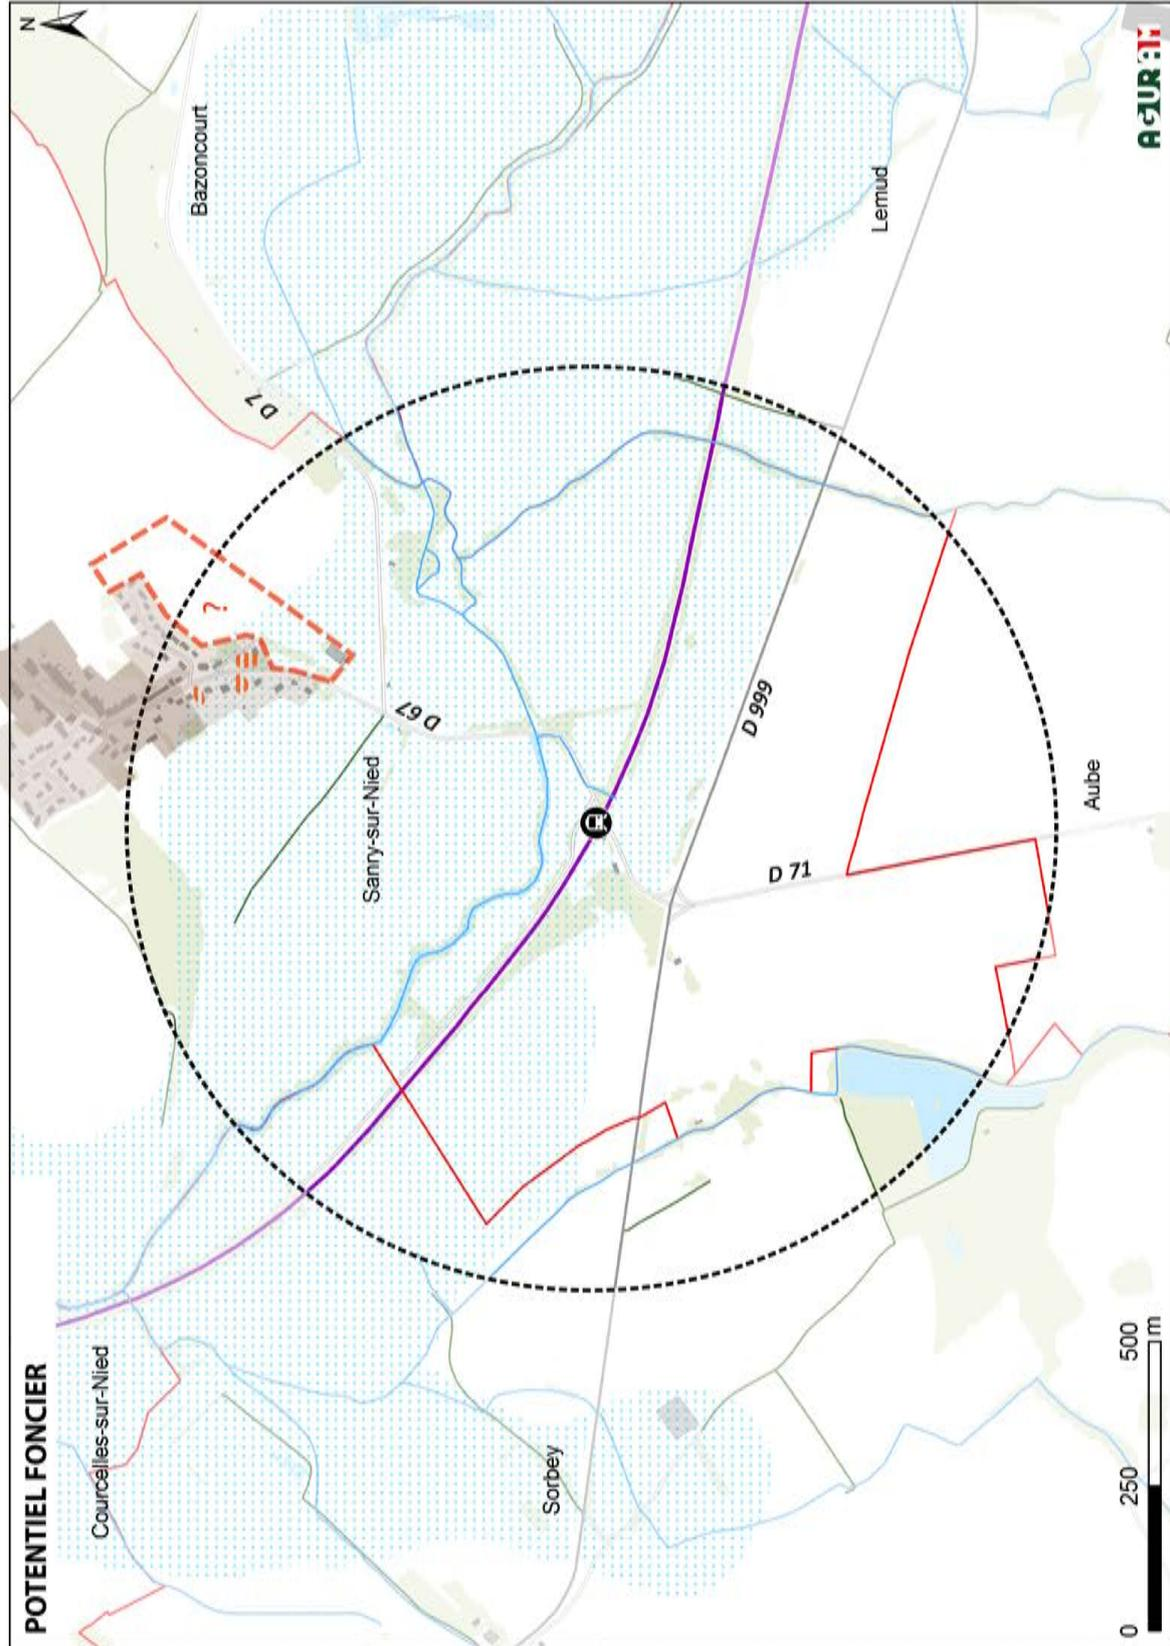 POTENTIEL FONCIER
N
Courcelles-sur-Nied
Bazoncourt
D 7
?
D 67
Sanry-sur-Nied
Sorbey
D 999
D 71
Lemud
Aube
0 250 500
m
AGURAM